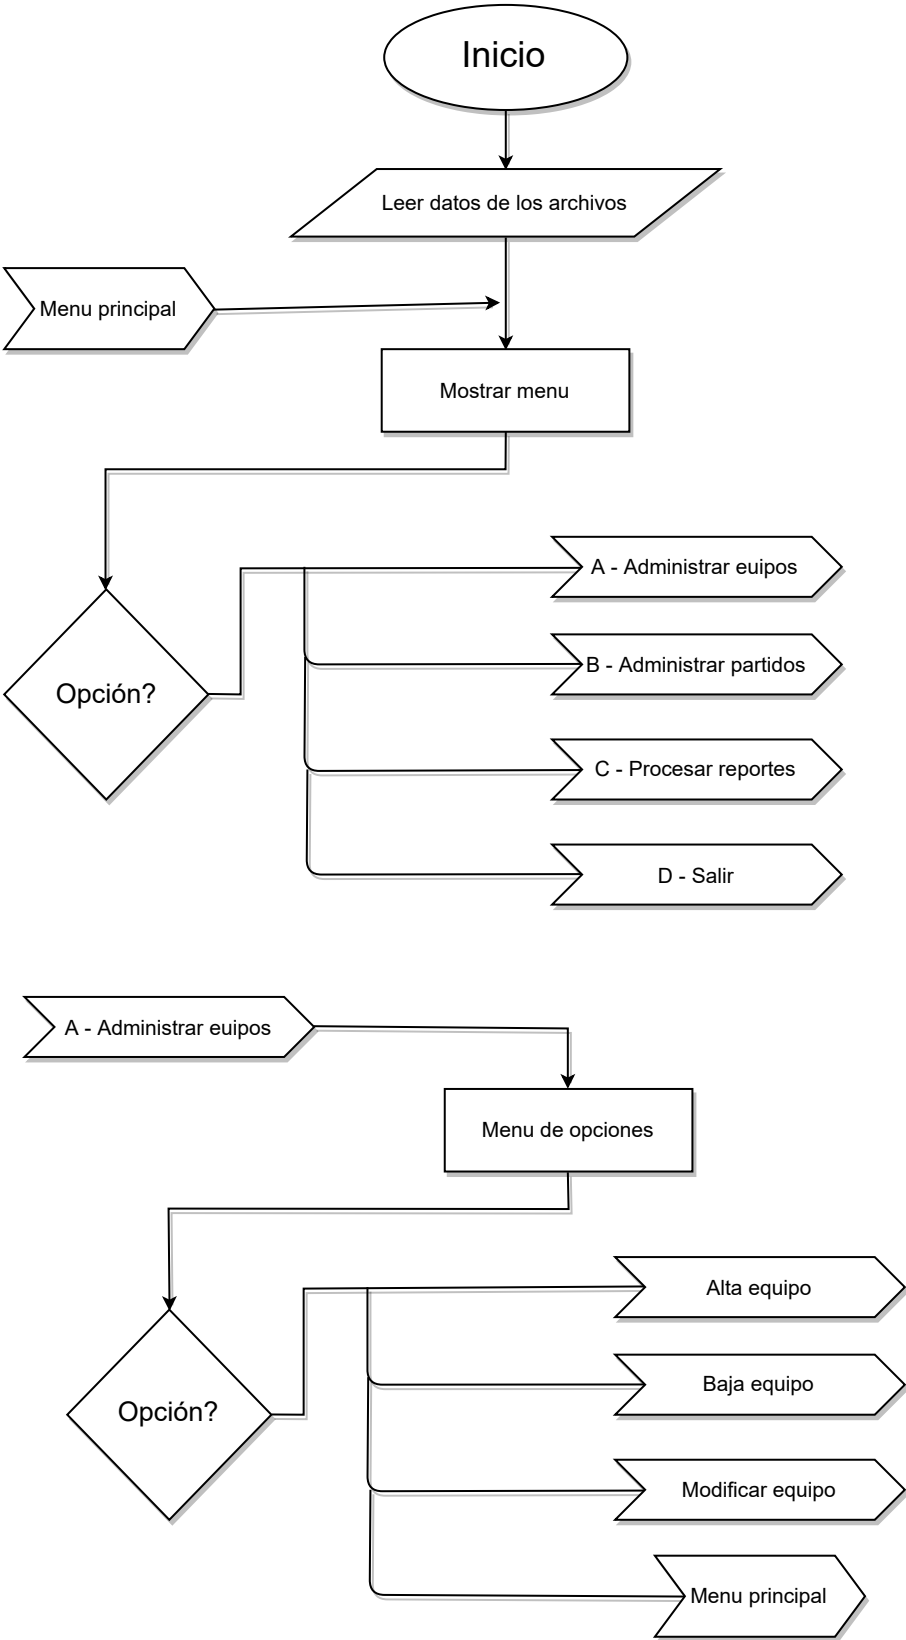 Inicio
Leer datos de los archivos
Menu principal
Mostrar menu
A - Administrar euipos
B - Administrar partidos
Opción?
C - Procesar reportes
D - Salir
A - Administrar euipos
Menu de opciones
Alta equipo
Baja equipo
Opción?
Modificar equipo
Menu principal